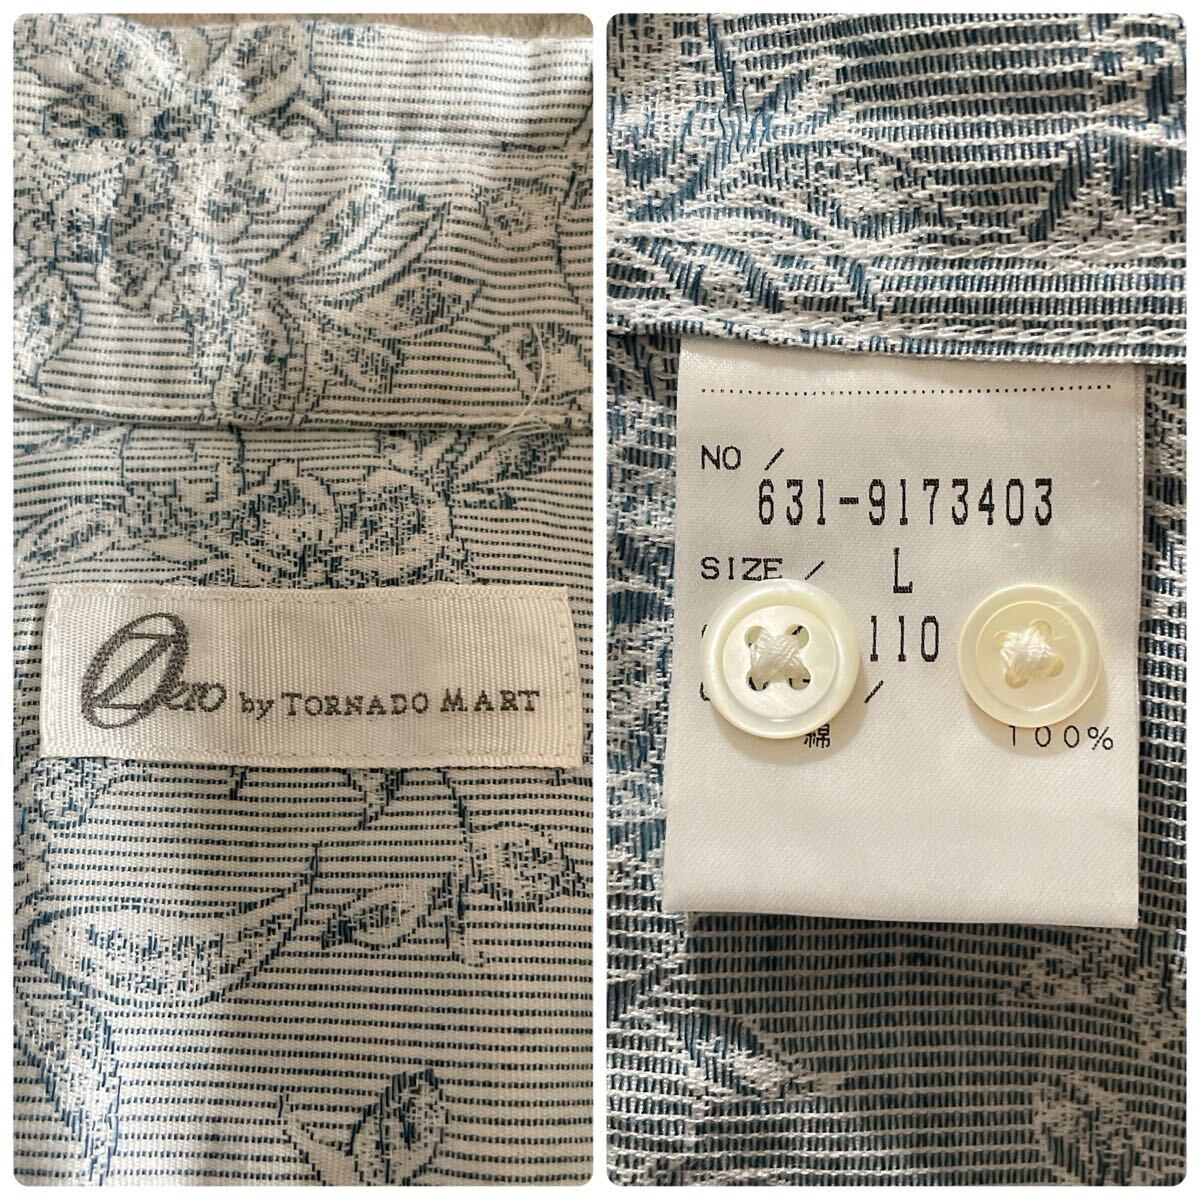 Zero by TORNADO MART
NO /
631-9173403
SIZE / L
110
/
綿 100%